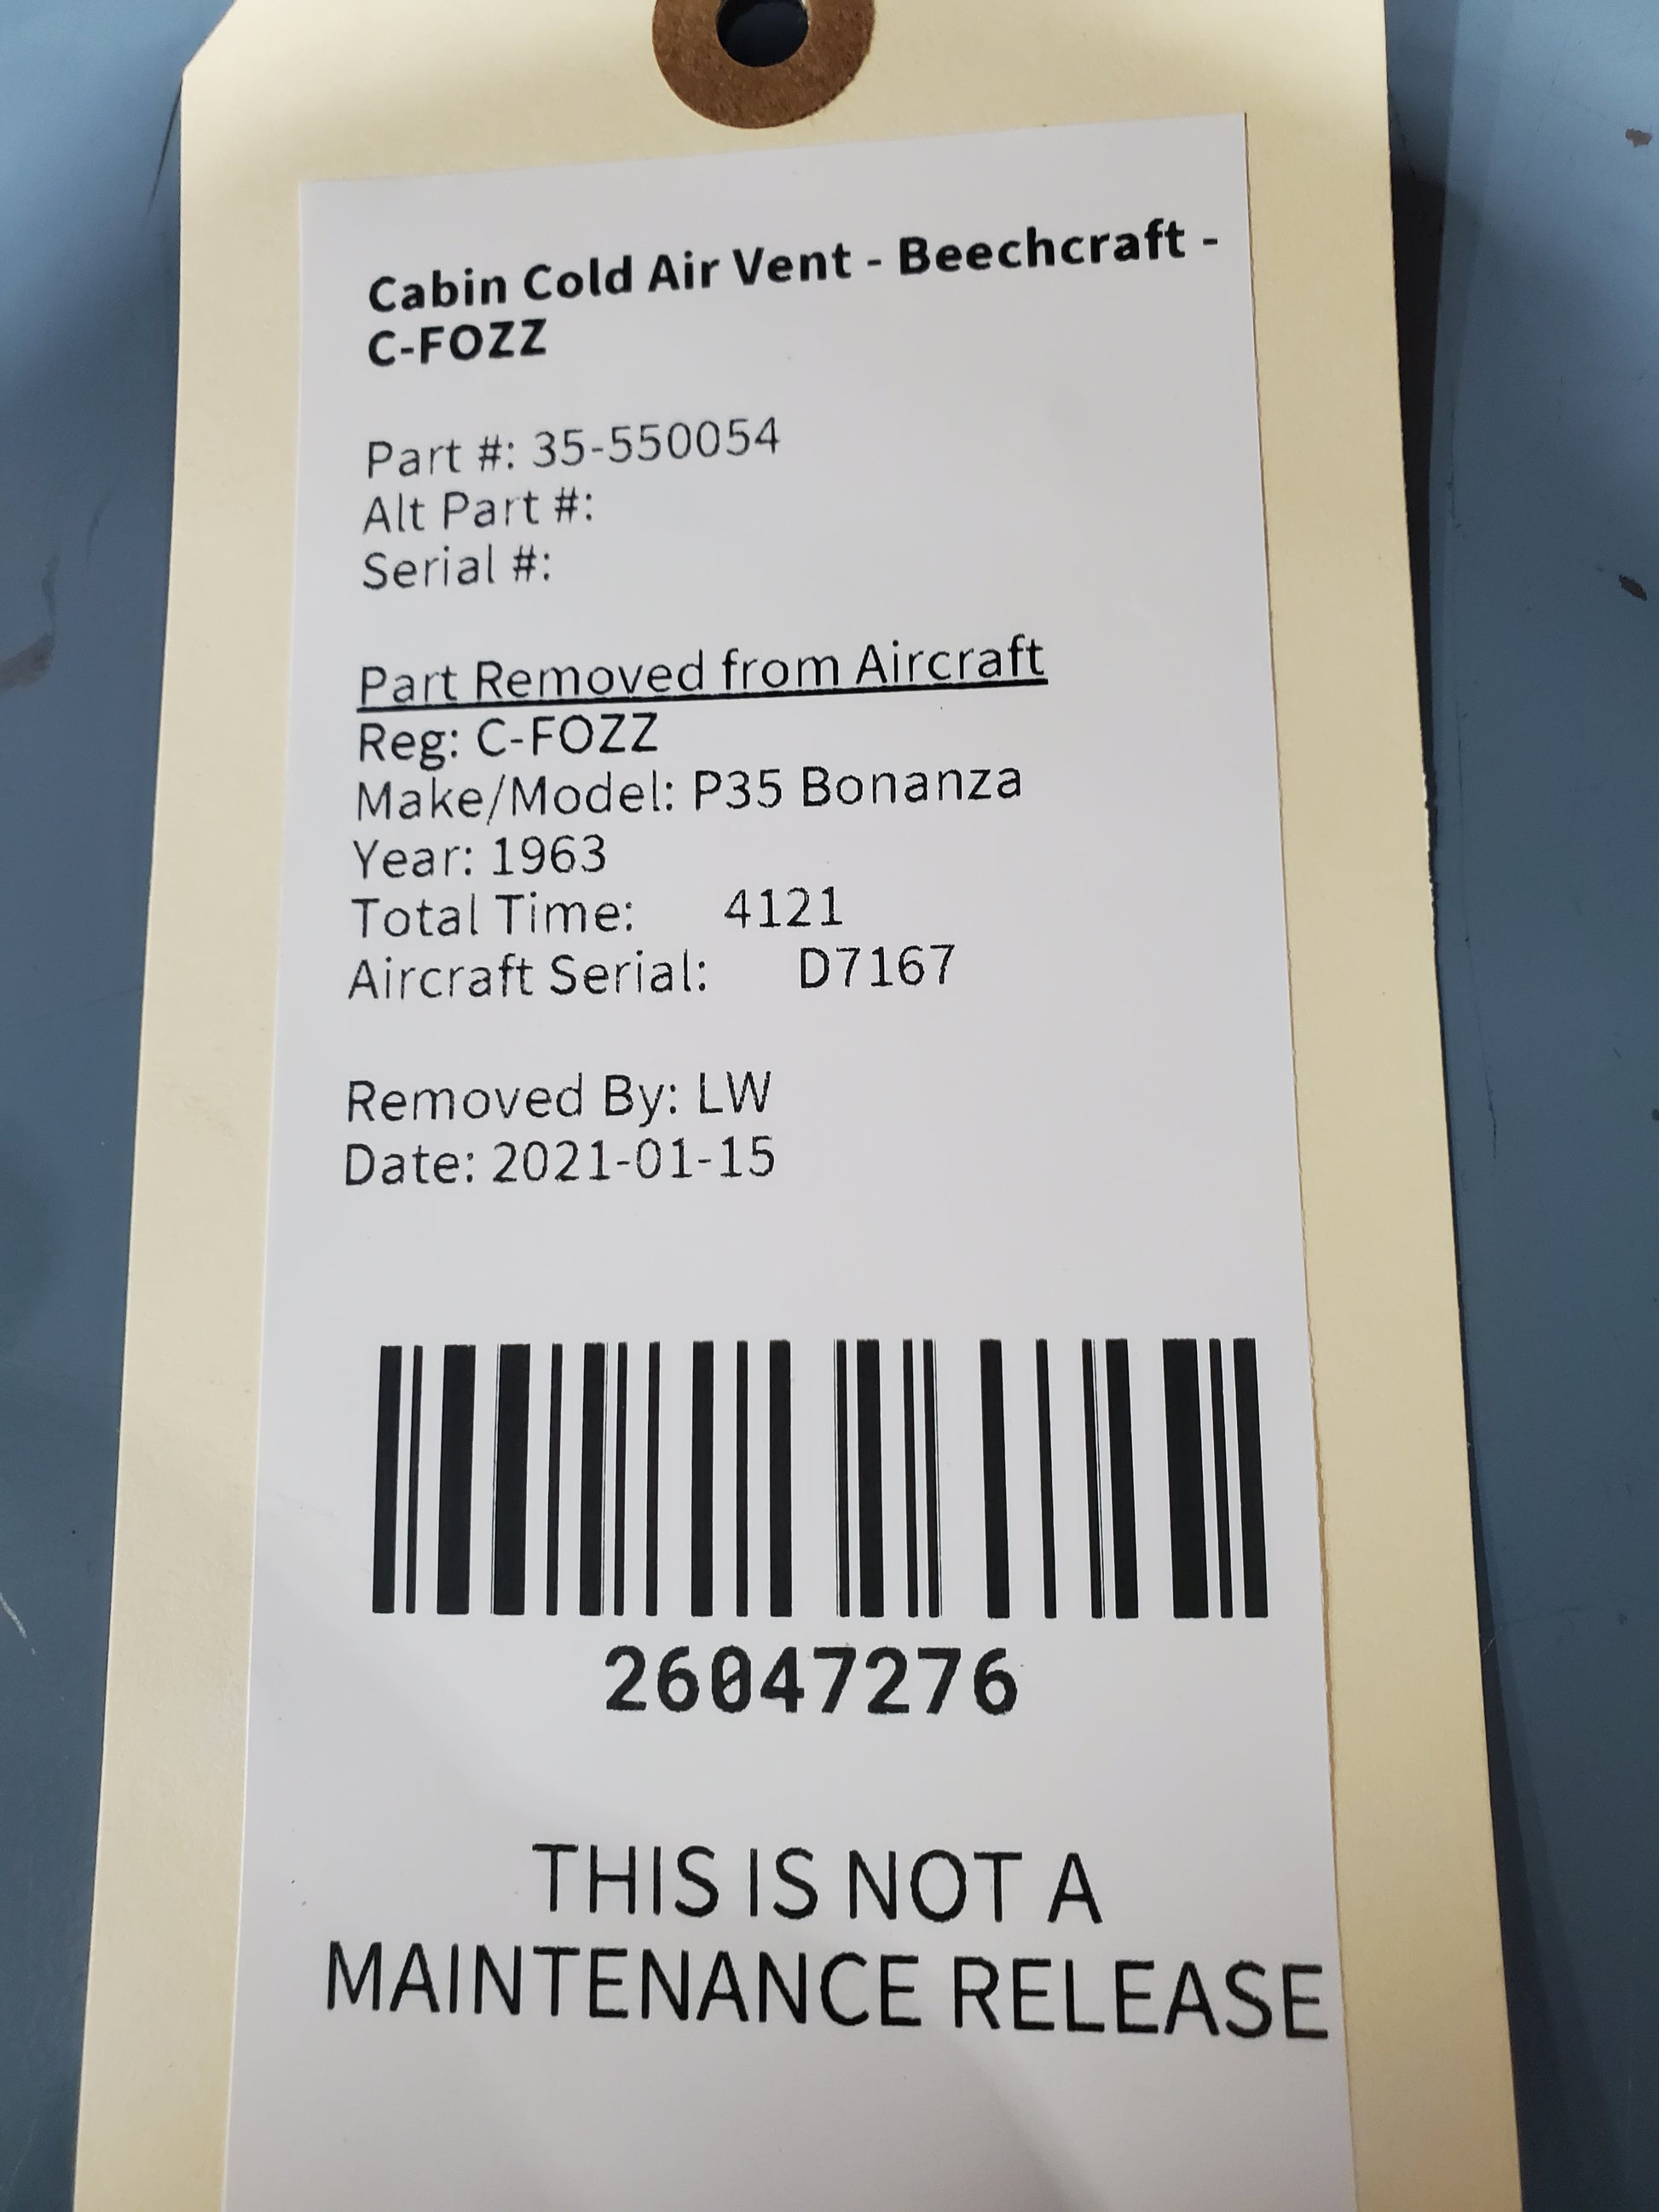 Cabin Cold Air Vent - Beechcraft -
C-FOZZ
Part #: 35-550054
Alt Part #:
Serial #:
Part Removed from Aircraft
Reg: C-FOZZ
Make/Model: P35 Bonanza
Year: 1963
Total Time: 4121
Aircraft Serial: D7167
Removed By: LW
Date: 2021-01-15
26047276
THIS IS NOT A
MAINTENANCE RELEASE